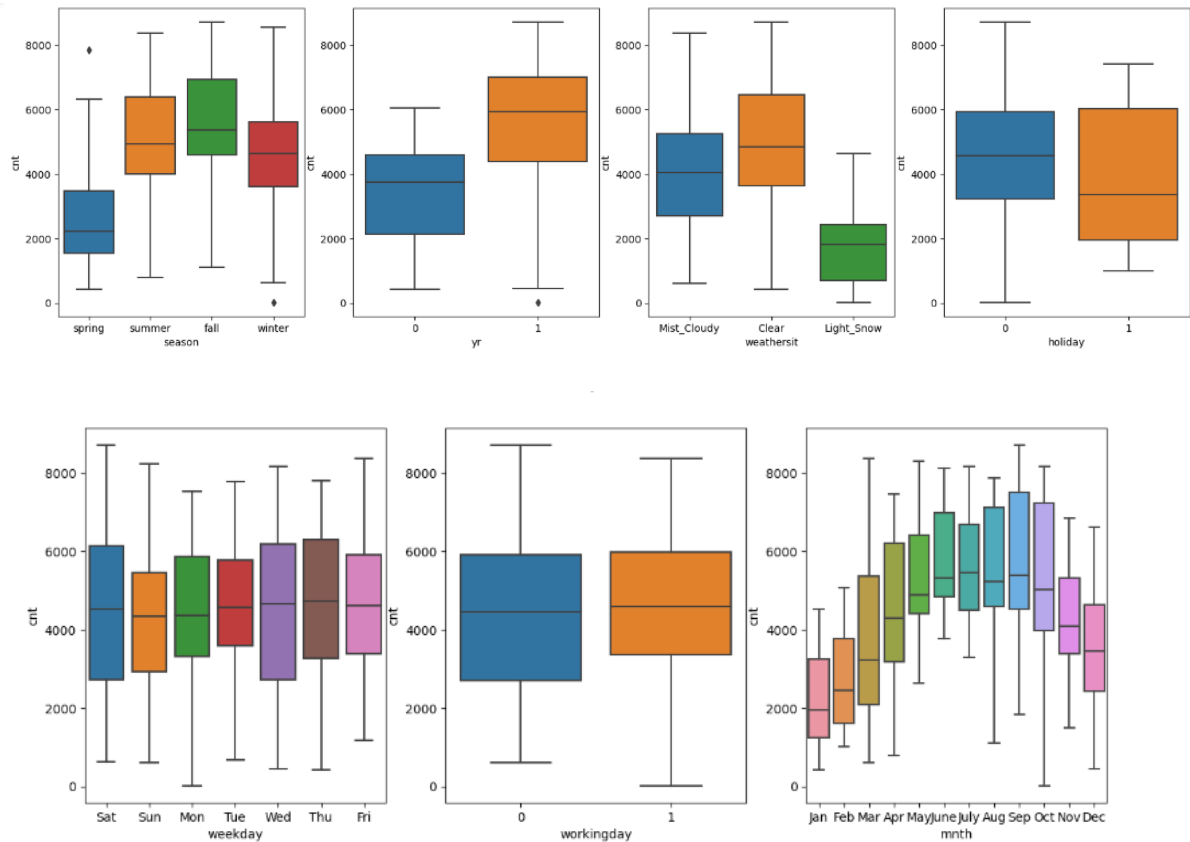 8000
6000
4000
2000
0
cnt
spring summer fall winter
season
8000
6000
4000
2000
0
cnt
0 1
yr
8000
6000
4000
2000
0
cnt
Mist_Cloudy Clear Light_Snow
weathersit
8000
6000
4000
2000
0
cnt
0 1
holiday
8000
6000
4000
2000
0
cnt
Sat Sun Mon Tue Wed Thu Fri
weekday
8000
6000
4000
2000
0
cnt
0 1
workingday
8000
6000
4000
2000
0
cnt
Jan Feb Mar Apr May June July Aug Sep Oct Nov Dec
mnth